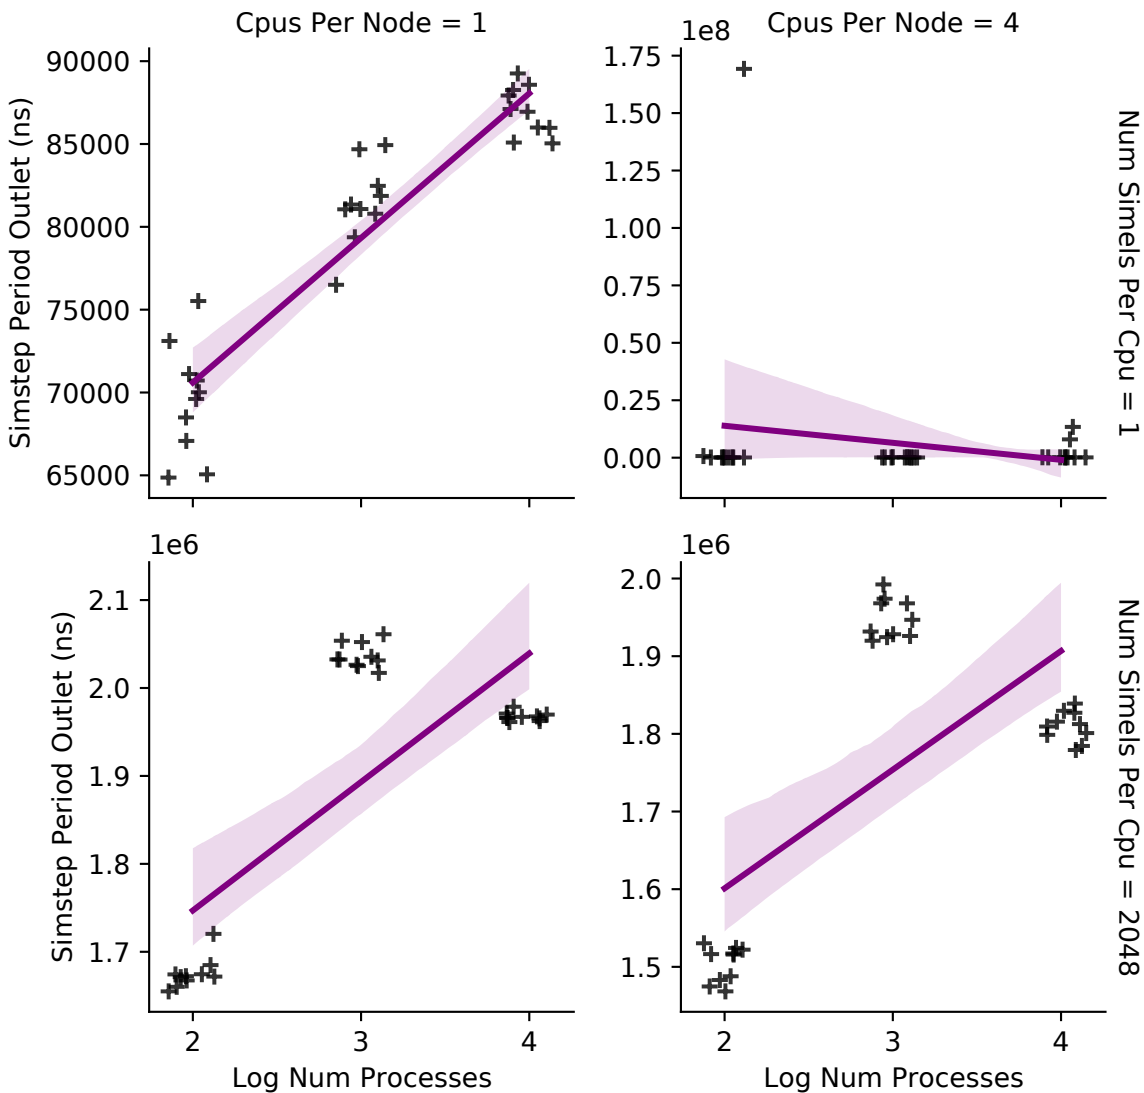 Cpus Per Node = 1
Cpus Per Node = 4
1e8
90000
85000
80000
75000
70000
65000
Simstep Period Outlet (ns)
1.75
1.50
1.25
1.00
0.75
0.50
0.25
0.00
Num Simels Per Cpu = 1
1e6
2.1
2.0
1.9
1.8
1.7
Simstep Period Outlet (ns)
2 3 4
Log Num Processes
1e6
2.0
1.9
1.8
1.7
1.6
1.5
2 3 4
Log Num Processes
Num Simels Per Cpu = 2048